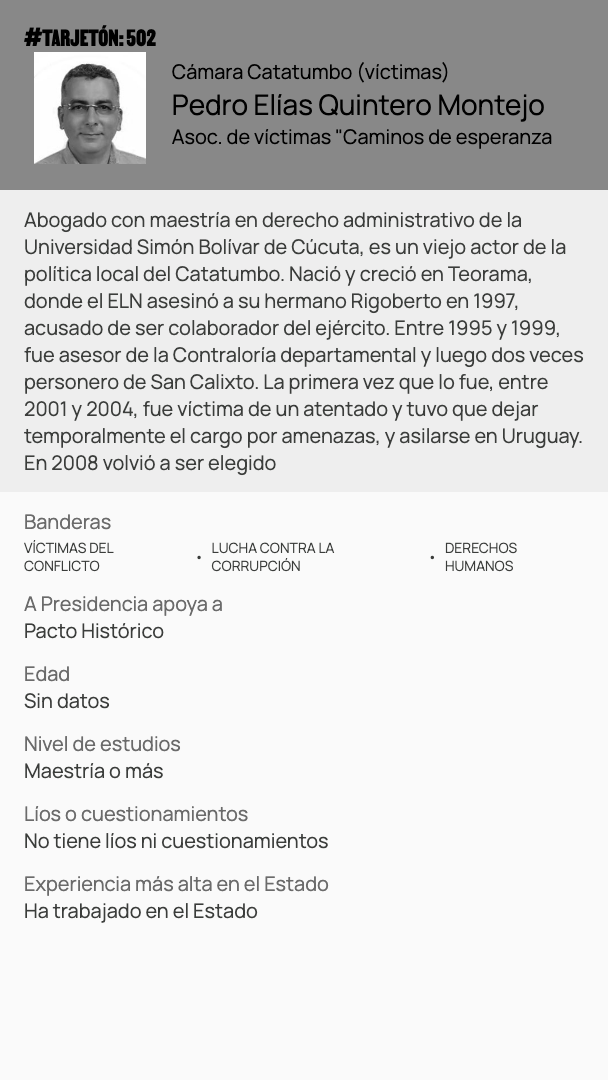 #TARJETÓN: 502
Cámara Catatumbo (víctimas)
Pedro Elías Quintero Montejo
Asoc. de víctimas "Caminos de esperanza
Abogado con maestría en derecho administrativo de la
Universidad Simón Bolívar de Cúcuta, es un viejo actor de la
política local del Catatumbo. Nació y creció en Teorama,
donde el ELN asesinó a su hermano Rigoberto en 1997,
acusado de ser colaborador del ejército. Entre 1995 y 1999,
fue asesor de la Contraloría departamental y luego dos veces
personero de San Calixto. La primera vez que lo fue, entre
2001 y 2004, fue víctima de un atentado y tuvo que dejar
temporalmente el cargo por amenazas, y asilarse en Uruguay.
En 2008 volvió a ser elegido
Banderas
VÍCTIMAS DEL CONFLICTO
• LUCHA CONTRA LA CORRUPCIÓN
• DERECHOS HUMANOS
A Presidencia apoya a
Pacto Histórico
Edad
Sin datos
Nivel de estudios
Maestría o más
Líos o cuestionamientos
No tiene líos ni cuestionamientos
Experiencia más alta en el Estado
Ha trabajado en el Estado